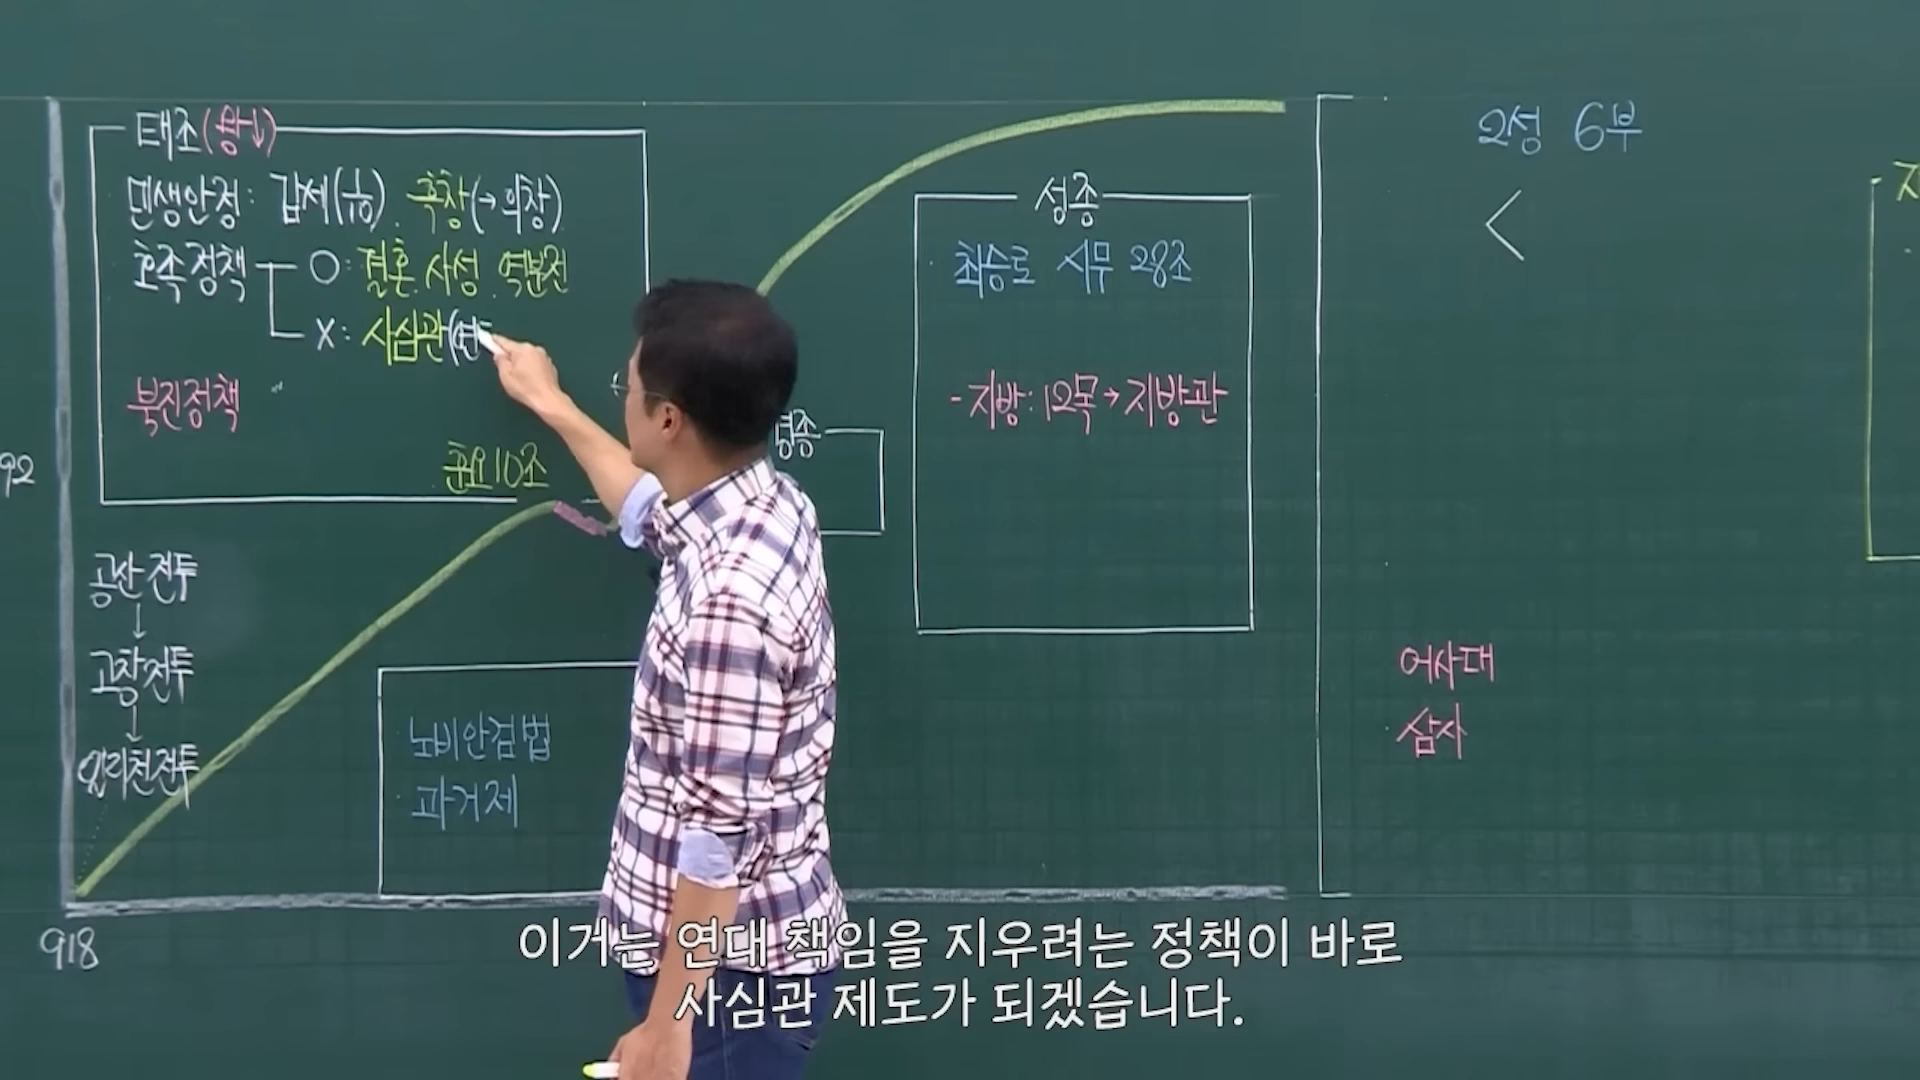 태조(왕↓)
민생안정: 감세(1/10). 흑창(→의창)
호족정책 O: 결혼. 사성. 역분전
X: 사심관(연
북진정책
훈요10조
92
공산전투
↓
고창전투
↓
일리천전투
918
노비안검법
과거제
성종
최승로 시무 28조
- 지방: 12목→지방관
2성 6부
<
어사대
삼사
이거는 연대 책임을 지우려는 정책이 바로
사심관 제도가 되겠습니다.